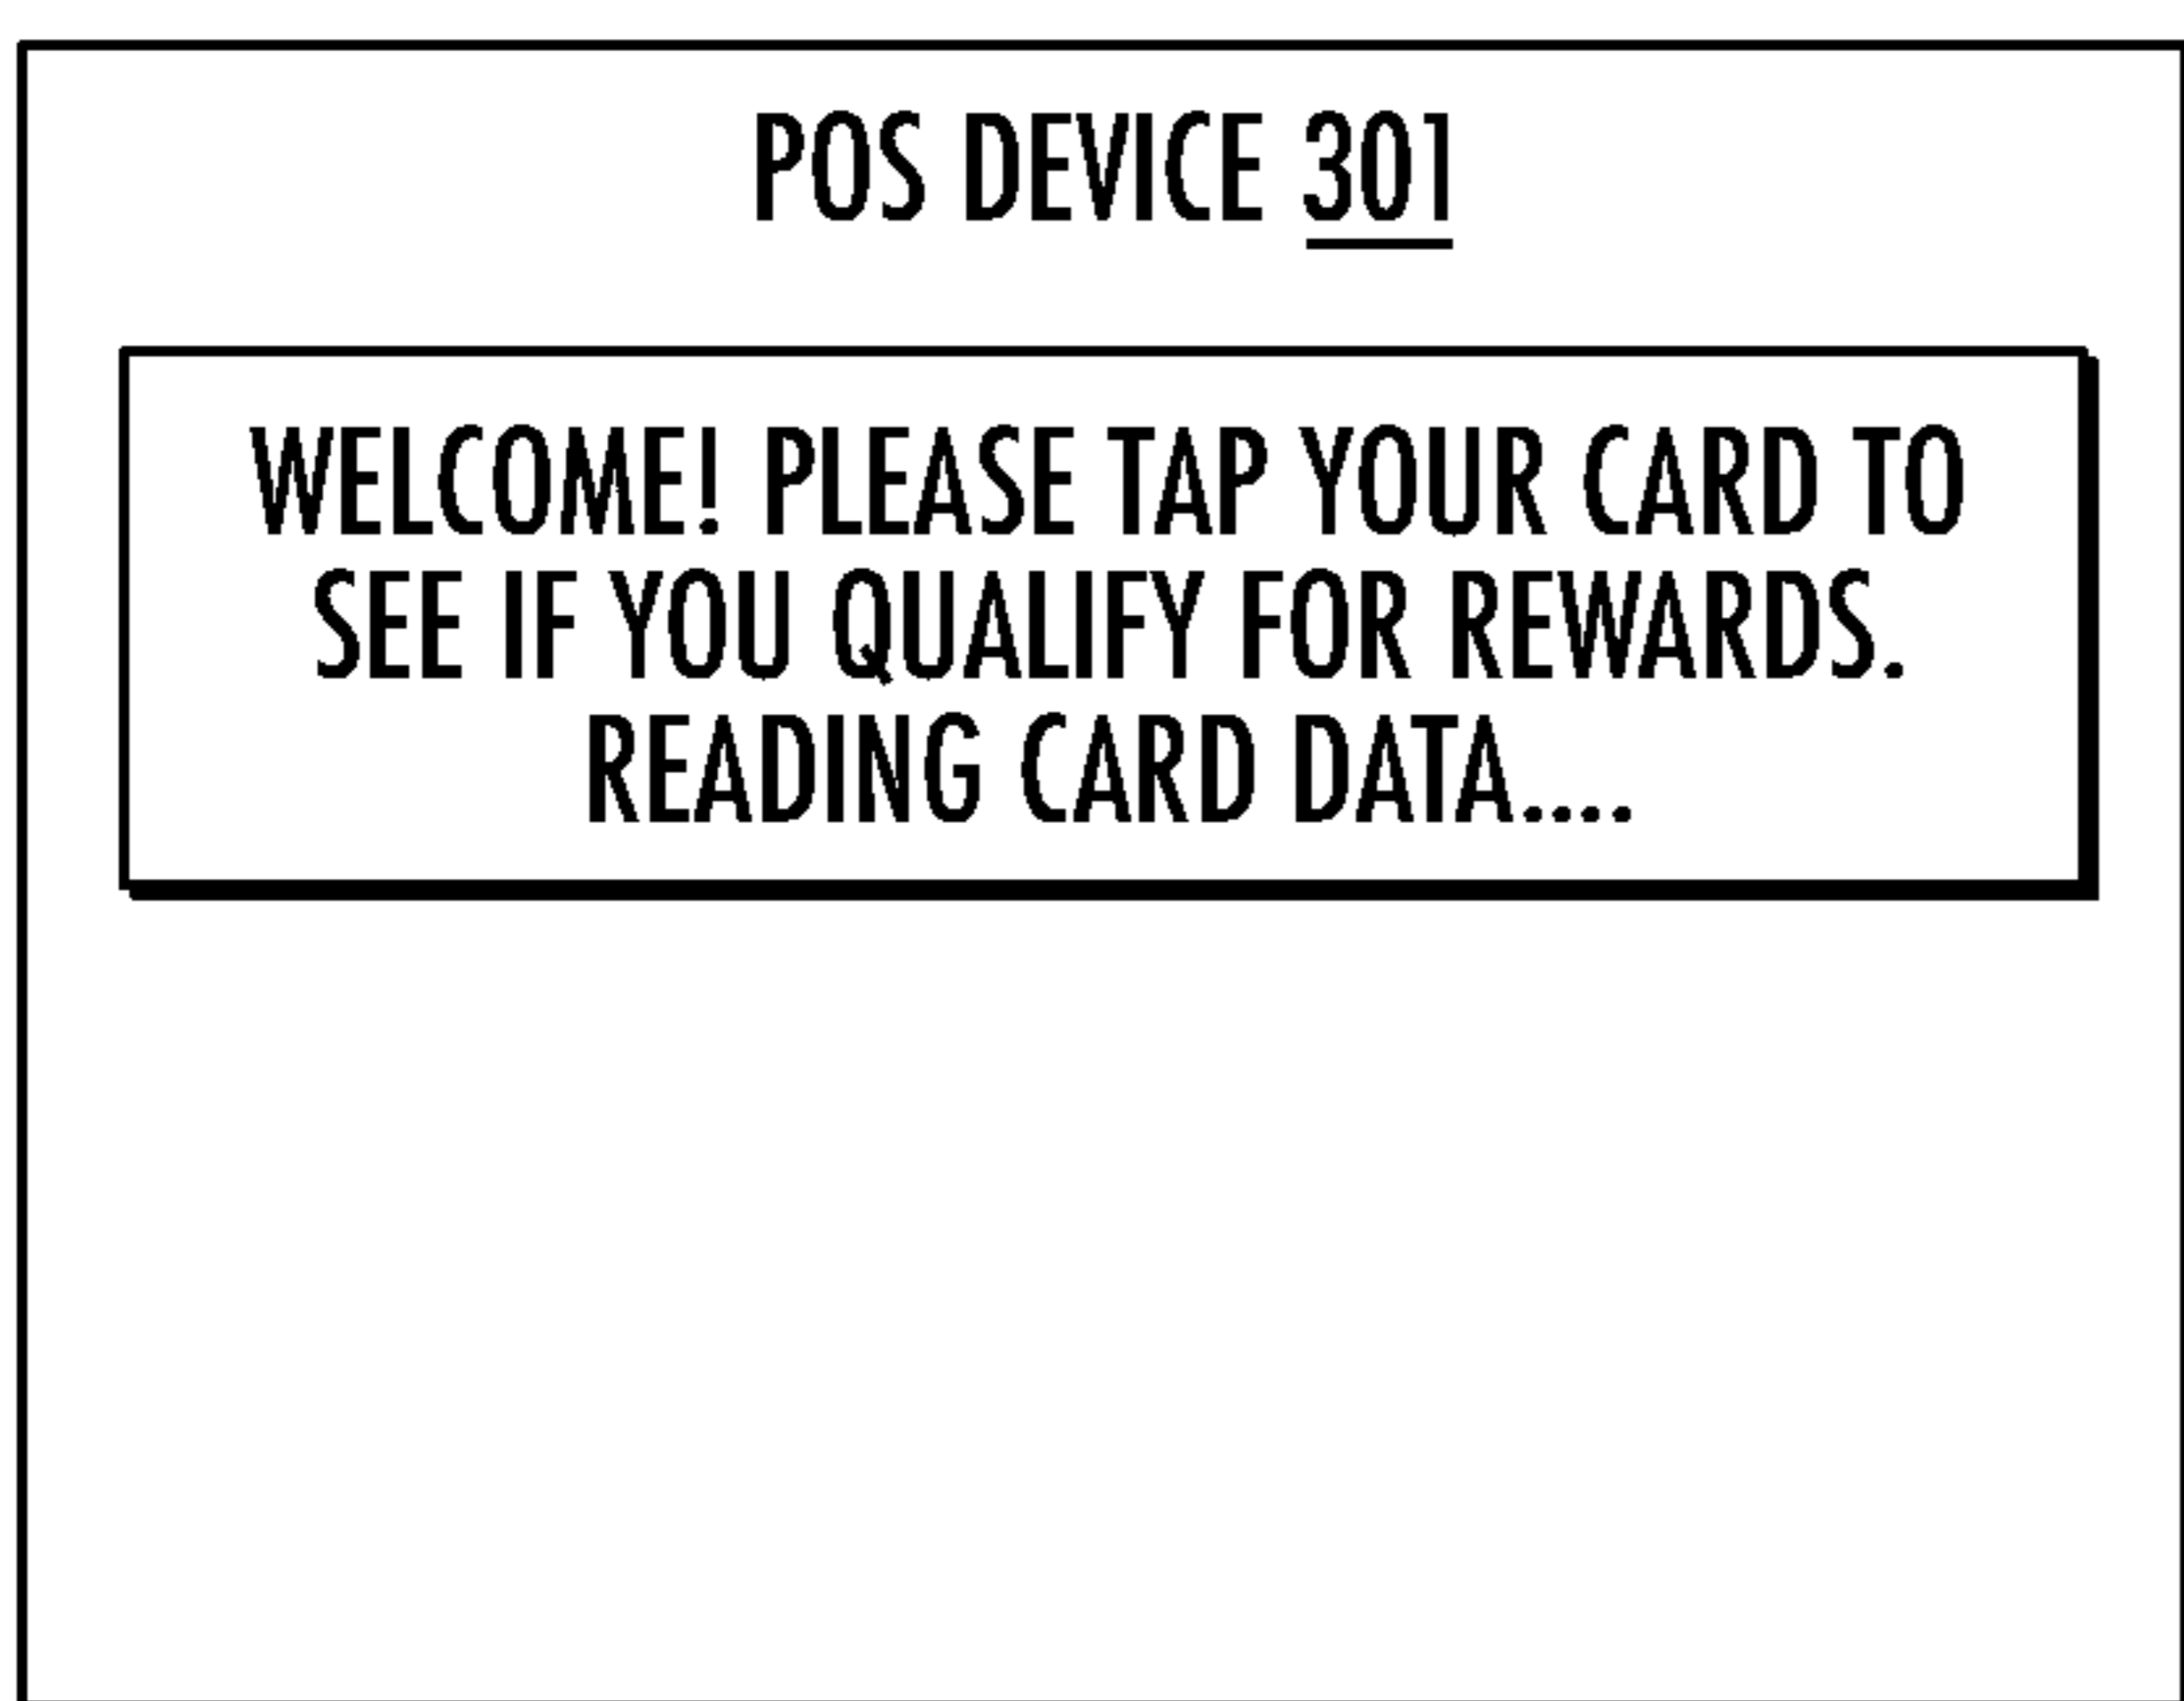 POS DEVICE 301
WELCOME! PLEASE TAP YOUR CARD TO
SEE IF YOU QUALIFY FOR REWARDS.
READING CARD DATA....